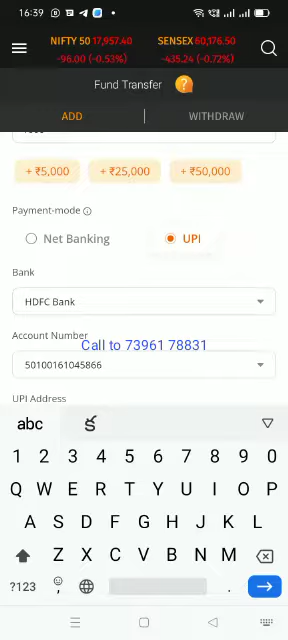 16:39
NIFTY 50 17,957.40 SENSEX 60,176.50
-96.00 (-0.53%) -435.24 (-0.72%)
Fund Transfer ?
ADD | WITHDRAW
+ ₹5,000 + ₹25,000 + ₹50,000
Payment-mode
Net Banking UPI
Bank
HDFC Bank
Account Number
Call to 73961 78831
50100161045866
UPI Address
abc
1 2 3 4 5 6 7 8 9 0
Q W E R T Y U I O P
A S D F G H J K L
Z X C V B N M
?123 , .